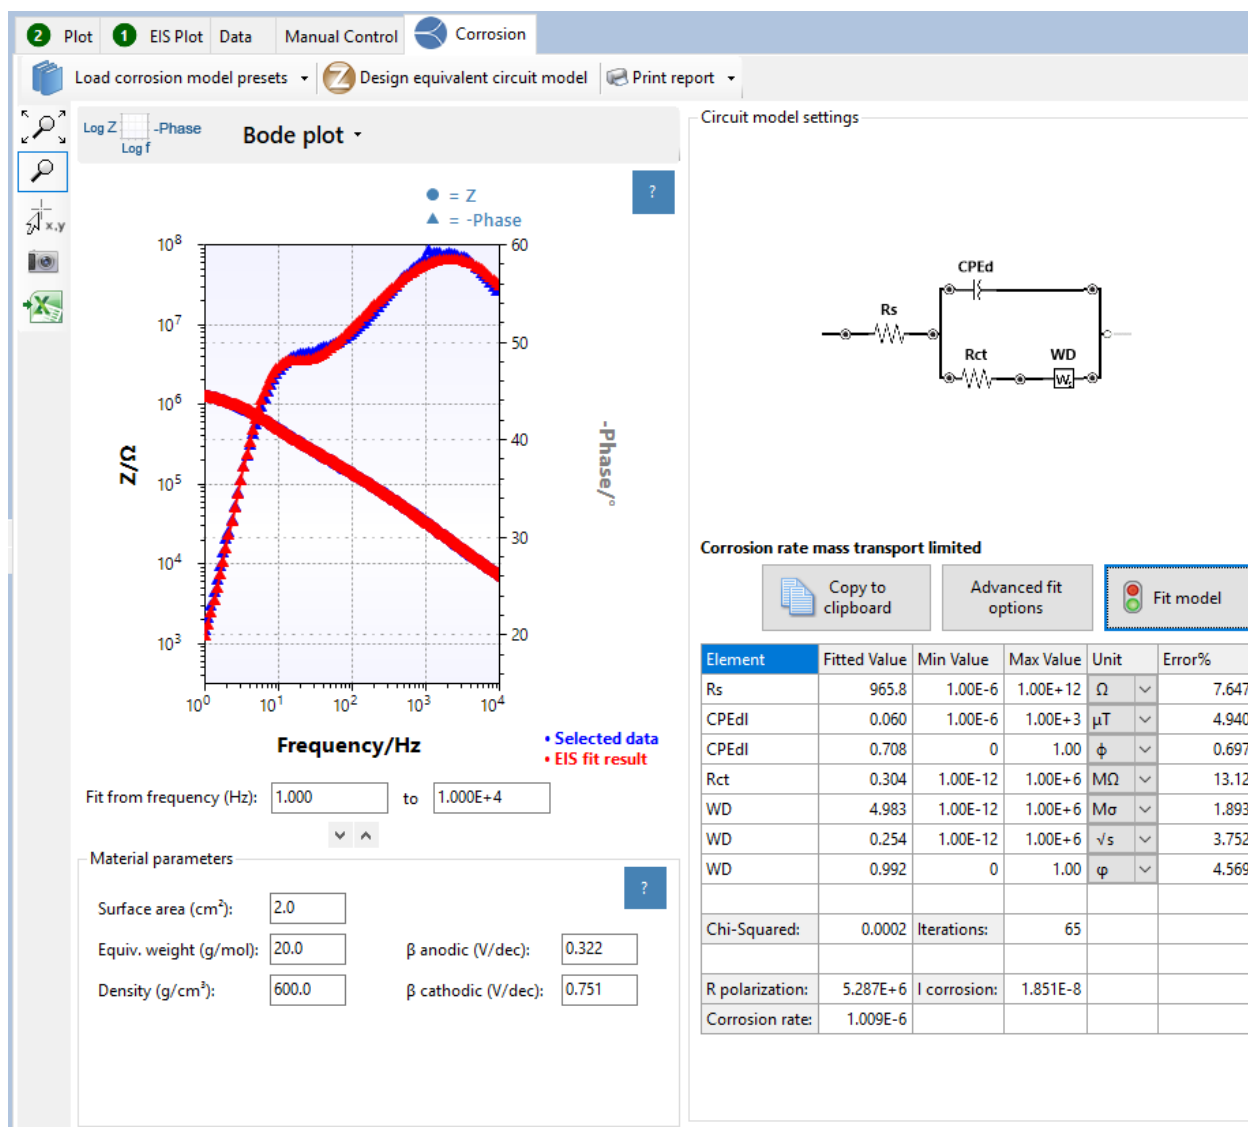 2 Plot 1 EIS Plot Data Manual Control Corrosion
Load corrosion model presets Z Design equivalent circuit model Print report
Log Z -Phase
Log f
Bode plot
x,y
?
= Z
= -Phase
10⁸
10⁷
10⁶
10⁵
10⁴
10³
60
50
40
30
20
Z/Ω
-Phase/°
10⁰ 10¹ 10² 10³ 10⁴
Frequency/Hz
• Selected data
• EIS fit result
Fit from frequency (Hz): 1.000 to 1.000E+4
Material parameters
?
Surface area (cm²): 2.0
Equiv. weight (g/mol): 20.0 β anodic (V/dec): 0.322
Density (g/cm³): 600.0 β cathodic (V/dec): 0.751
Circuit model settings
CPEd
Rs
Rct WD
W
Corrosion rate mass transport limited
Copy to
clipboard
Advanced fit
options
Fit model
Element Fitted Value Min Value Max Value Unit Error%
Rs 965.8 1.00E-6 1.00E+12 Ω 7.647
CPEdl 0.060 1.00E-6 1.00E+3 μT 4.940
CPEdl 0.708 0 1.00 ϕ 0.697
Rct 0.304 1.00E-12 1.00E+6 MΩ 13.12
WD 4.983 1.00E-12 1.00E+6 Mσ 1.893
WD 0.254 1.00E-12 1.00E+6 √s 3.752
WD 0.992 0 1.00 φ 4.569
Chi-Squared: 0.0002 Iterations: 65
R polarization: 5.287E+6 I corrosion: 1.851E-8
Corrosion rate: 1.009E-6